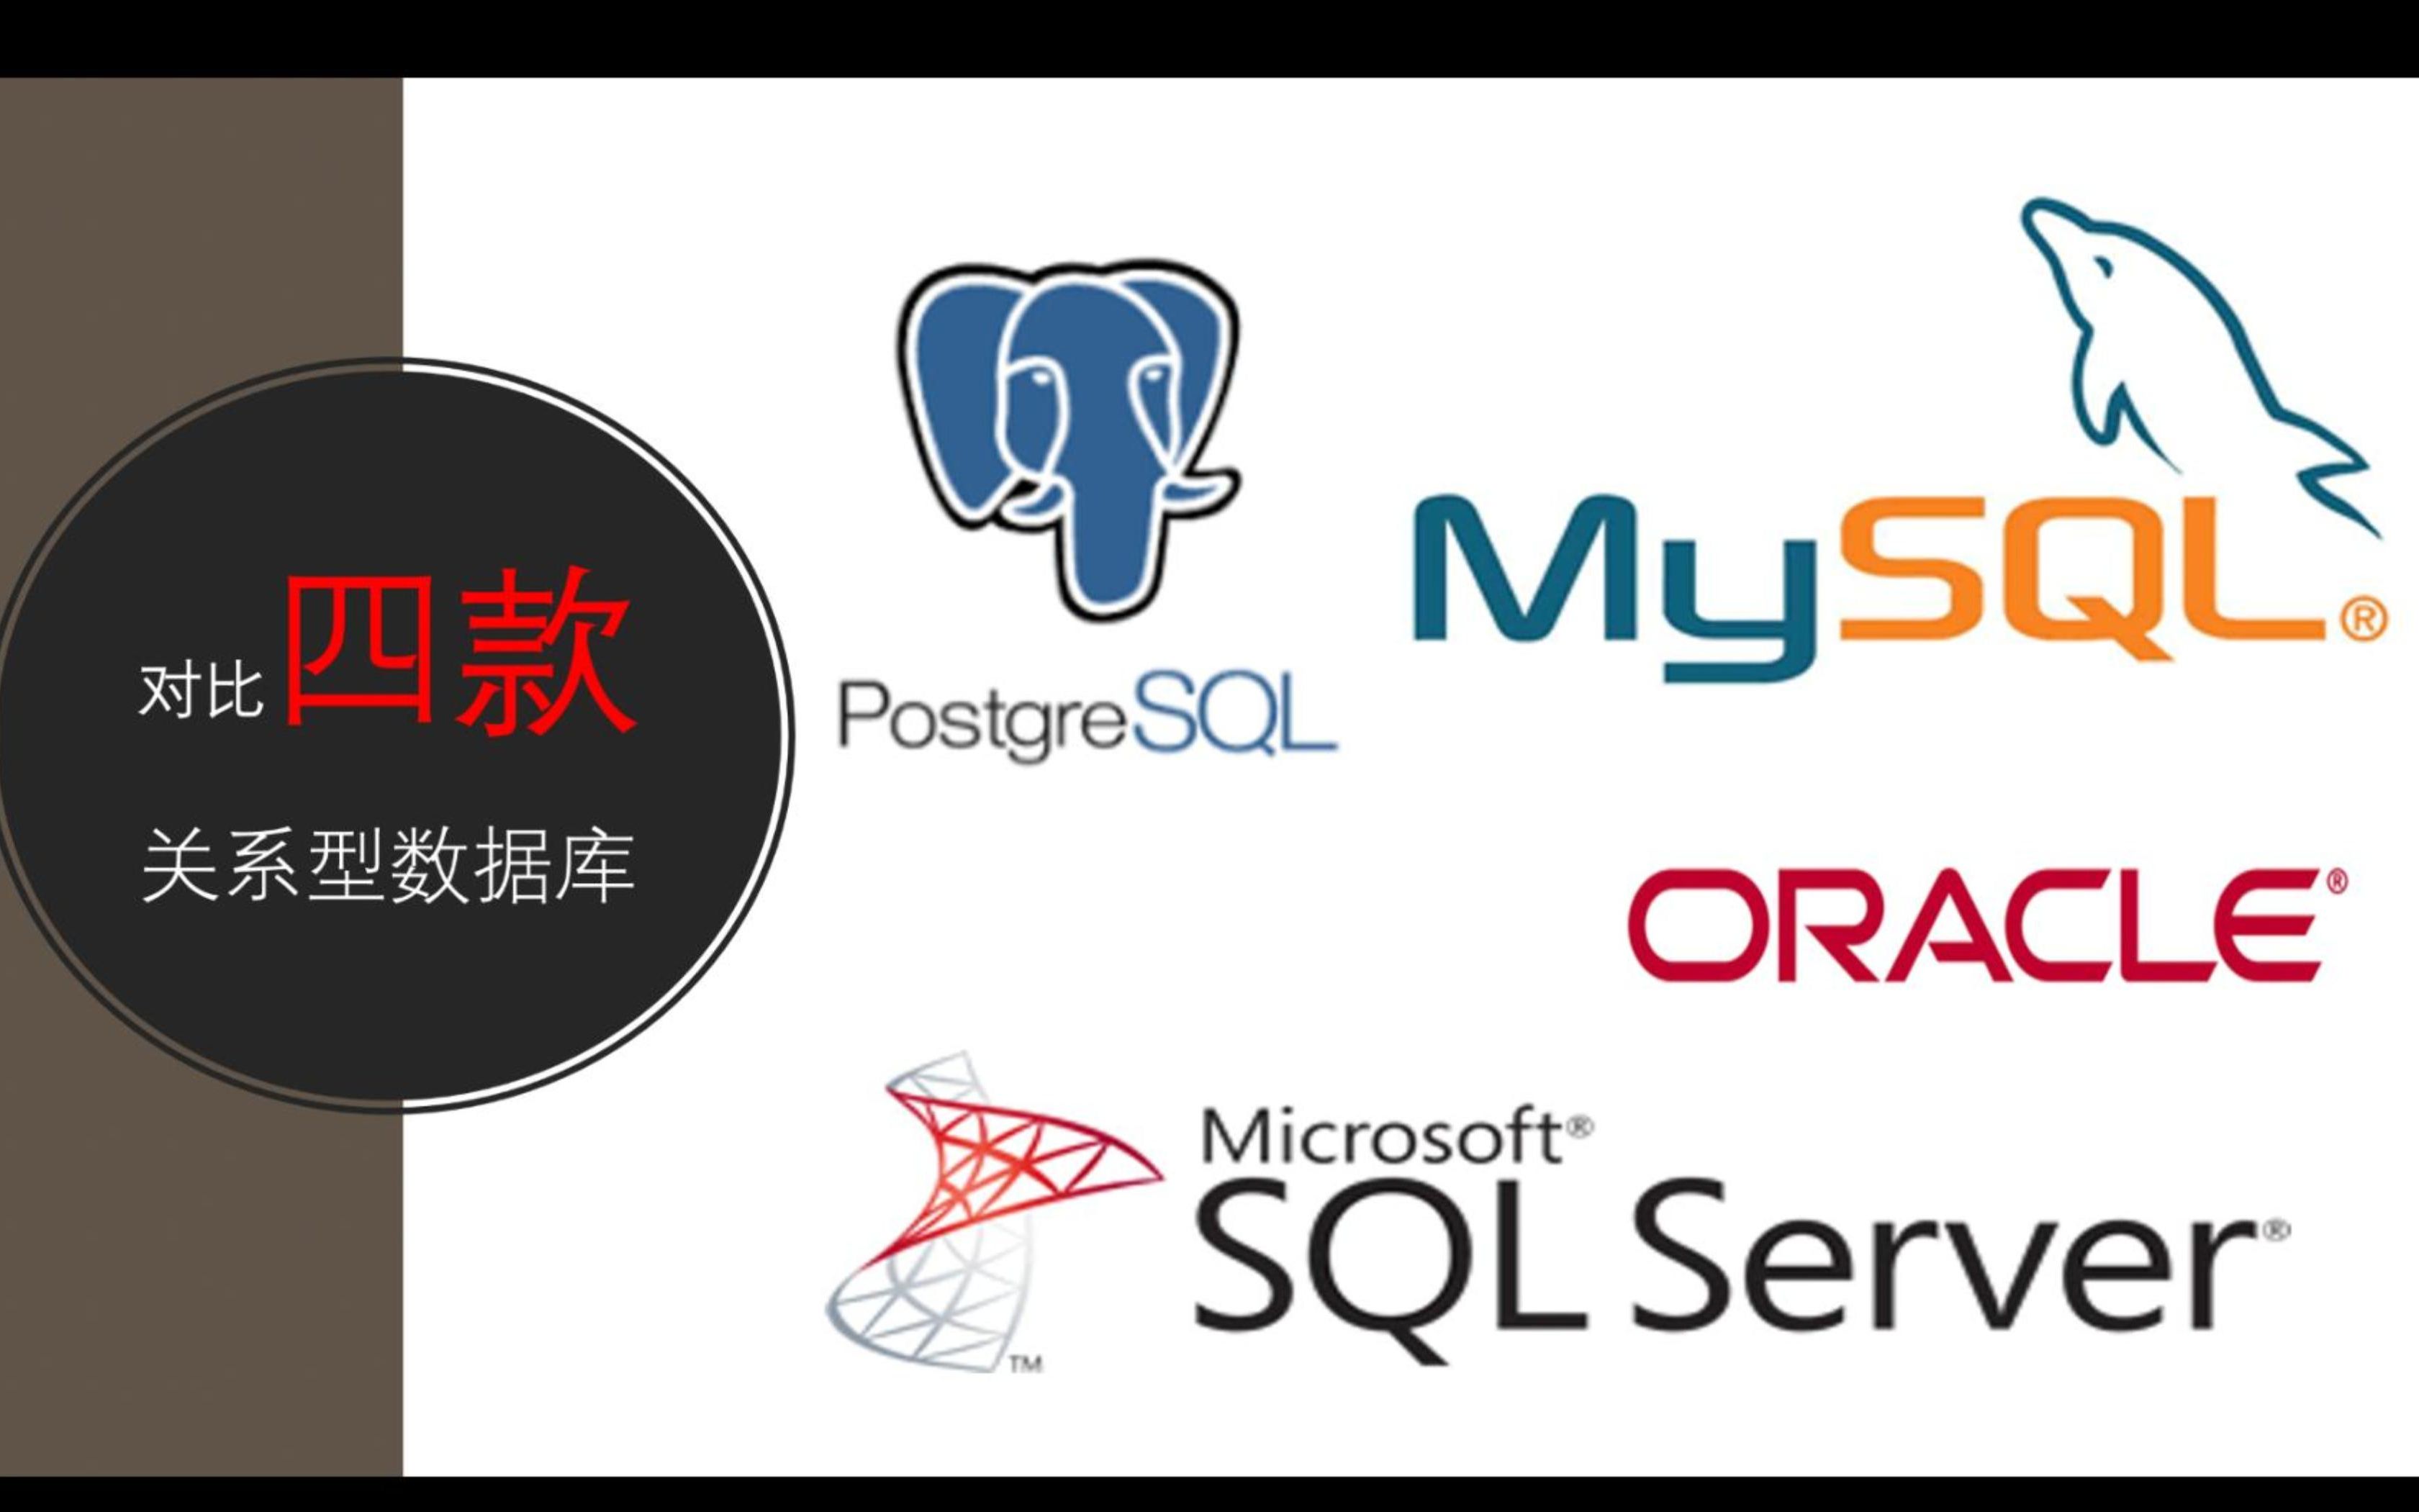 对比四款
关系型数据库
PostgreSQL
MySQL®
ORACLE®
Microsoft®
SQL Server®
TM